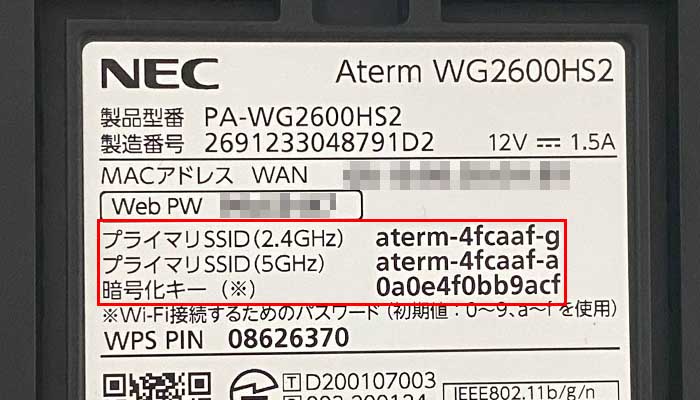 NEC Aterm WG2600HS2
製品型番 PA-WG2600HS2
製造番号 2691233048791D2 12V ⎓ 1.5A
MACアドレス WAN
Web PW
プライマリSSID(2.4GHz) aterm-4fcaaf-g
プライマリSSID(5GHz) aterm-4fcaaf-a
暗号化キー (※) 0a0e4f0bb9acf
※Wi-Fi接続するためのパスワード(初期値:0~9、a~fを使用)
WPS PIN 08626370
T D200107003
IEEE802.11b/g/n